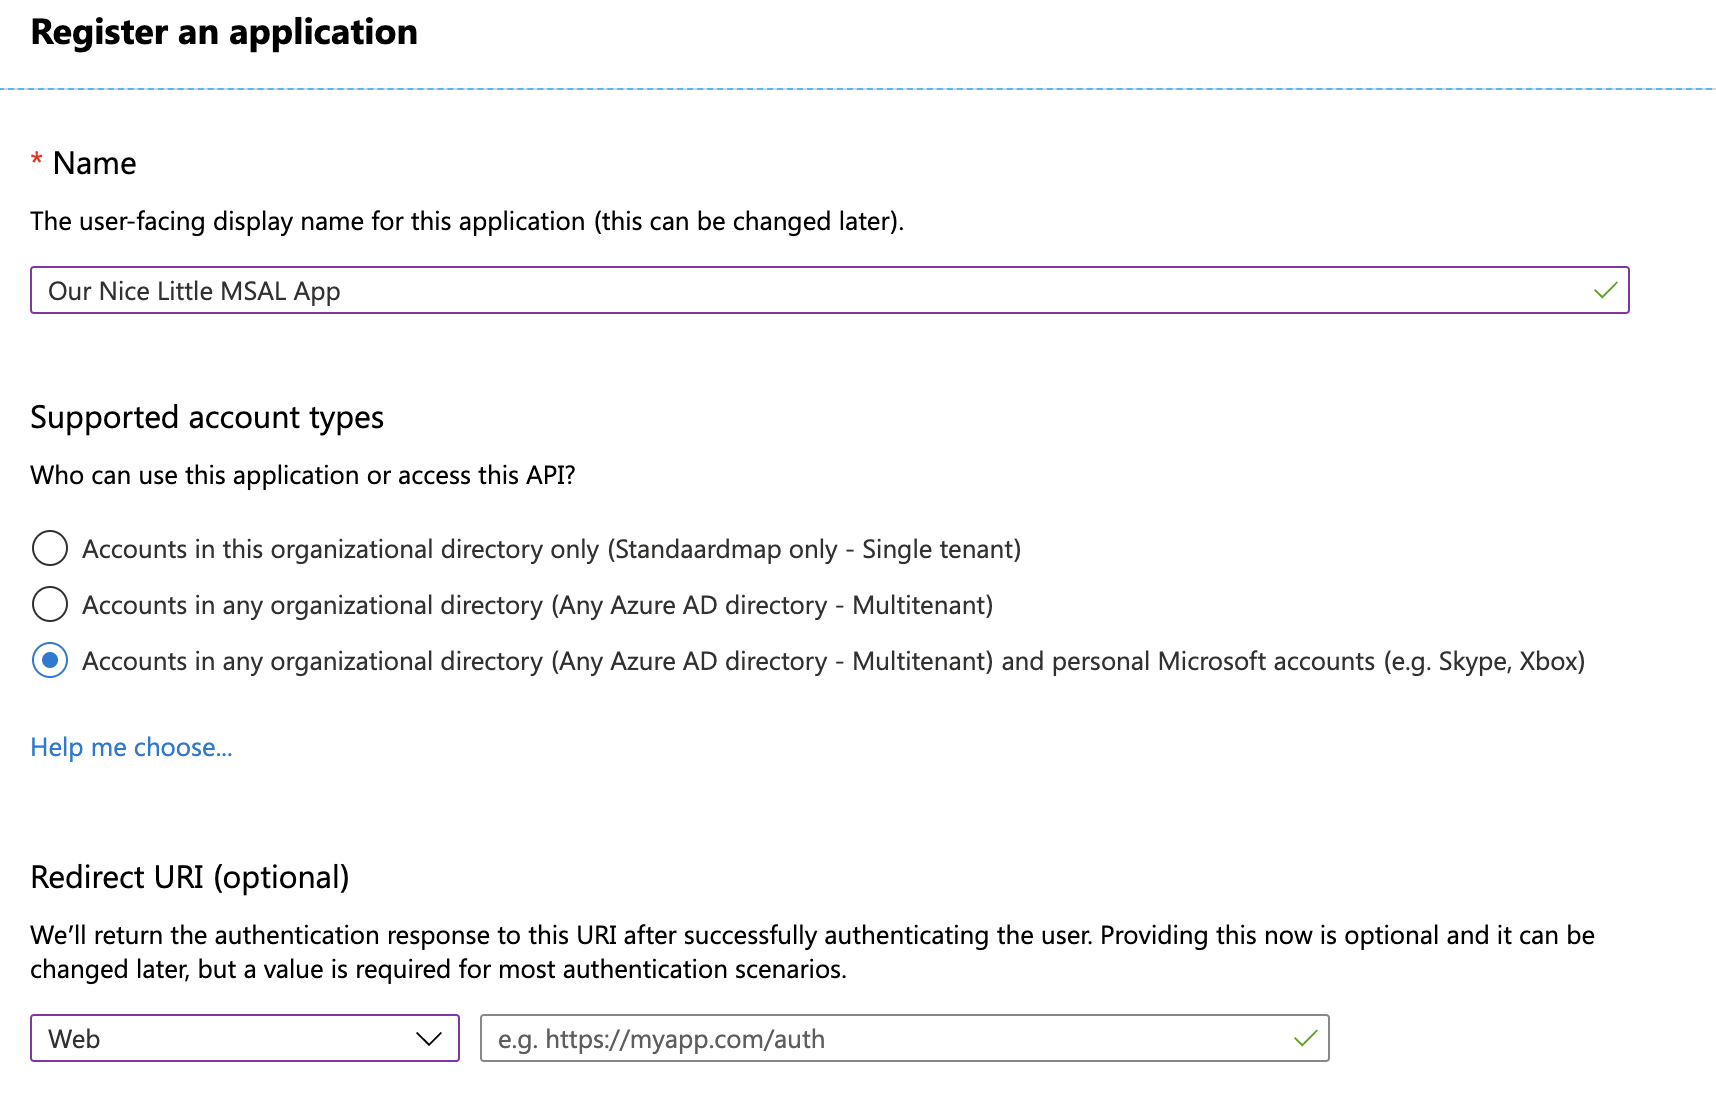 Register an application
* Name
The user-facing display name for this application (this can be changed later).
Our Nice Little MSAL App
Supported account types
Who can use this application or access this API?
Accounts in this organizational directory only (Standaardmap only - Single tenant)
Accounts in any organizational directory (Any Azure AD directory - Multitenant)
Accounts in any organizational directory (Any Azure AD directory - Multitenant) and personal Microsoft accounts (e.g. Skype, Xbox)
Help me choose...
Redirect URI (optional)
We’ll return the authentication response to this URI after successfully authenticating the user. Providing this now is optional and it can be
changed later, but a value is required for most authentication scenarios.
Web
e.g. https://myapp.com/auth